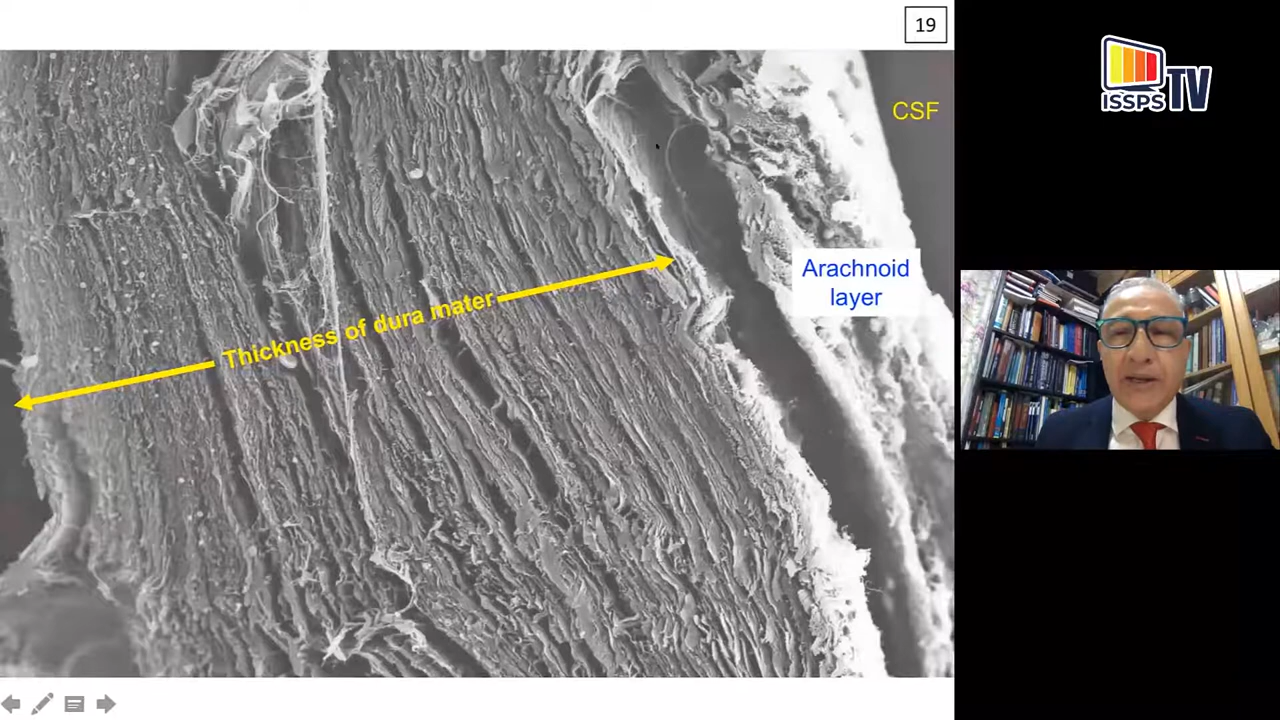 19
ISSPS TV
CSF
Arachnoid
layer
Thickness of dura mater